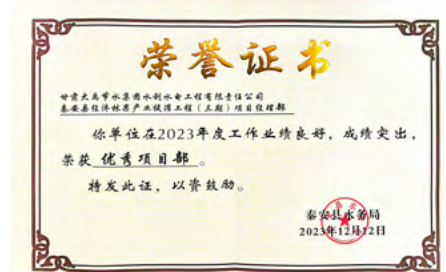 荣誉证书
甘肃大禹节水集团水利水电工程有限责任公司
秦安县经济林果产业提灌工程（三期）项目经理部
你单位在2023年度工作业绩良好，成绩突出，
荣获 优秀项目部 。
特发此证，以资鼓励。
秦安县水务局
2023年12月12日